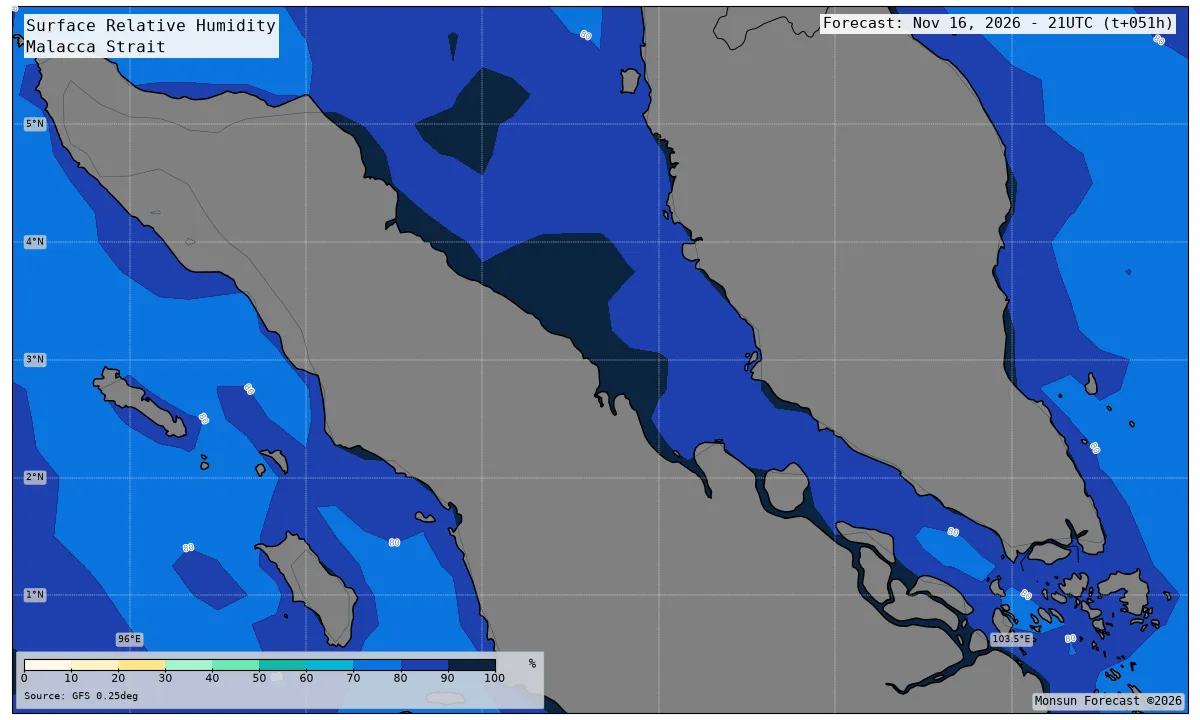 Surface Relative Humidity
Malacca Strait
Forecast: Nov 16, 2026 - 21UTC (t+051h)
80
80
5°N
4°N
3°N
80
80
80
2°N
80
80
80
1°N
80
96°E
103.5°E
80
%
0 10 20 30 40 50 60 70 80 90 100
Source: GFS 0.25deg
Monsun Forecast ©2026